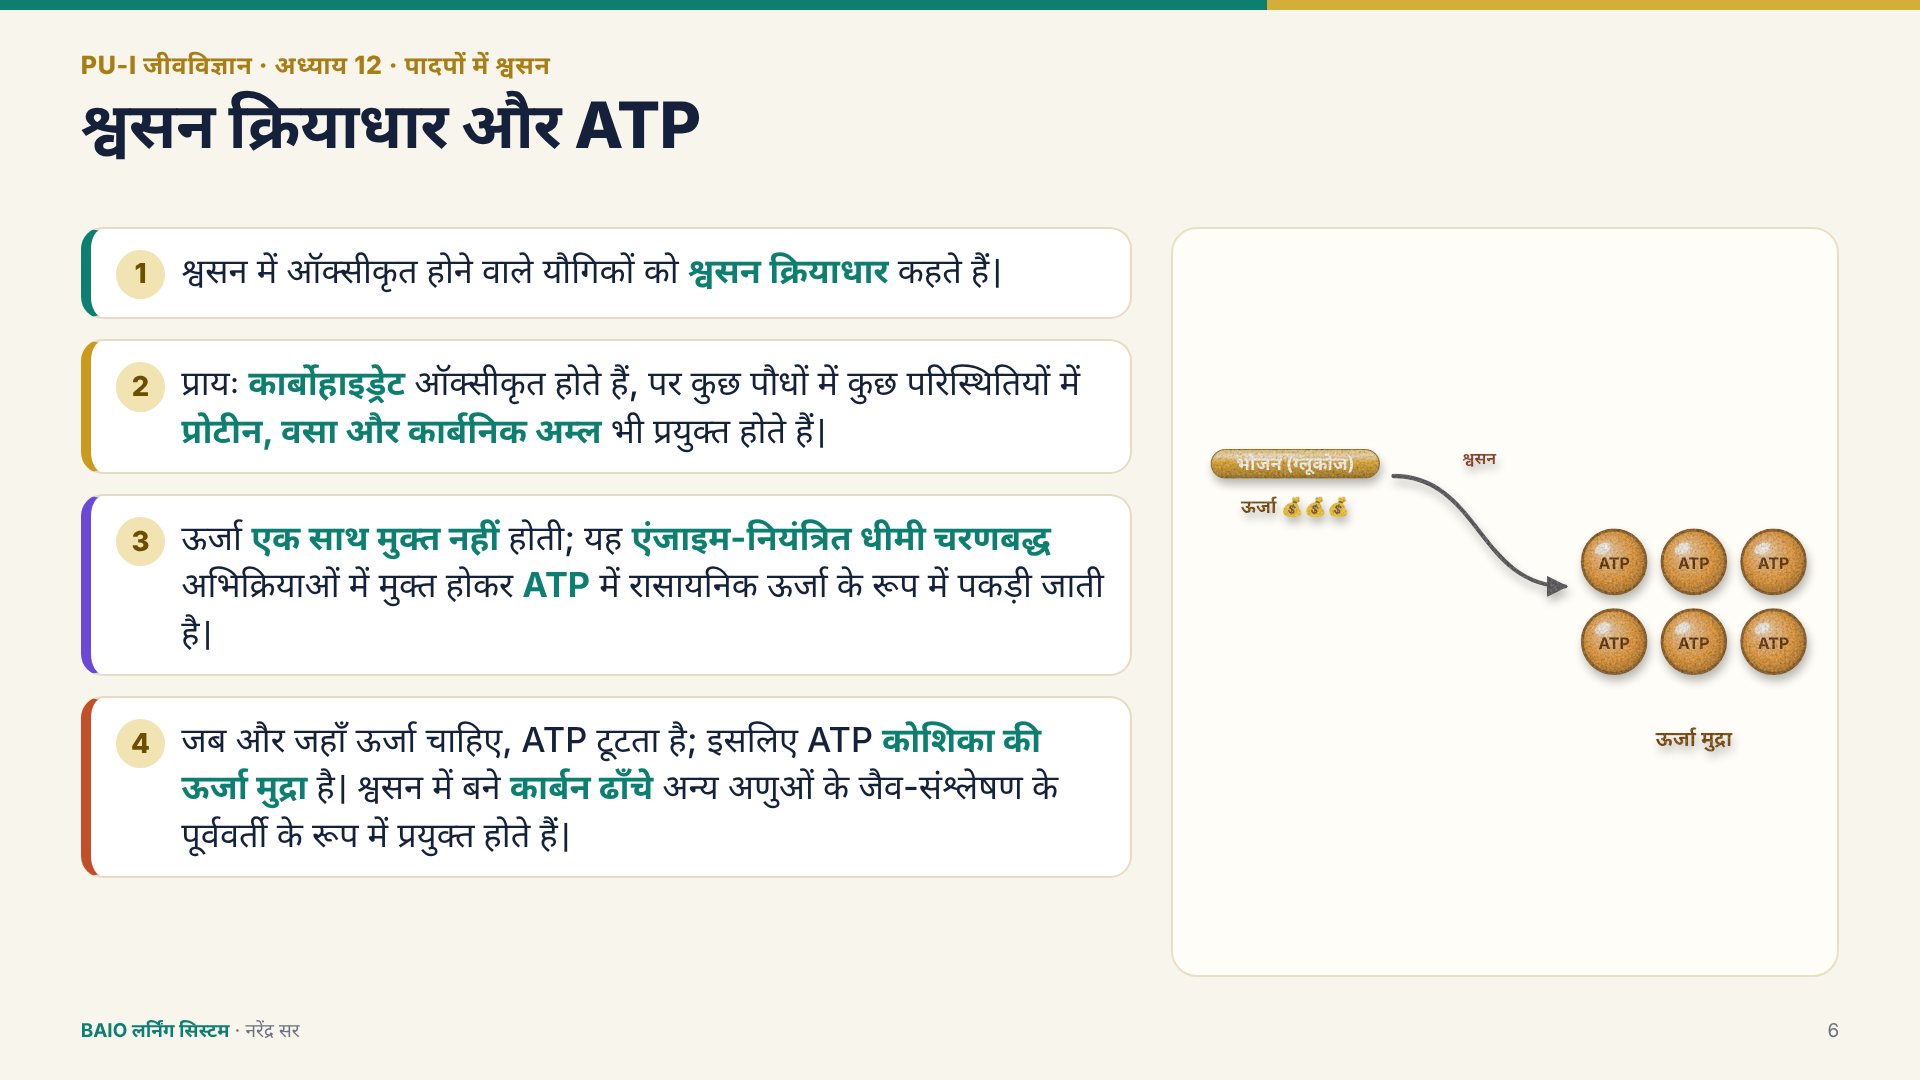 PU-I जीवविज्ञान · अध्याय 12 · पादपों में श्वसन
श्वसन क्रियाधार और ATP
1
श्वसन में ऑक्सीकृत होने वाले यौगिकों को श्वसन क्रियाधार कहते हैं|
2
प्रायः कार्बोहाइड्रेट ऑक्सीकृत होते हैं, पर कुछ पौधों में कुछ परिस्थितियों में
प्रोटीन, वसा और कार्बनिक अम्ल भी प्रयुक्त होते हैं|
3
ऊर्जा एक साथ मुक्त नहीं होती; यह एंजाइम-नियंत्रित धीमी चरणबद्ध
अभिक्रियाओं में मुक्त होकर ATP में रासायनिक ऊर्जा के रूप में पकड़ी जाती
है|
4
जब और जहाँ ऊर्जा चाहिए, ATP टूटता है; इसलिए ATP कोशिका की
ऊर्जा मुद्रा है| श्वसन में बने कार्बन ढाँचे अन्य अणुओं के जैव-संश्लेषण के
पूर्ववर्ती के रूप में प्रयुक्त होते हैं|
भोजन (ग्लूकोज)
ऊर्जा 💰💰💰
श्वसन
ATP ATP ATP
ATP ATP ATP
ऊर्जा मुद्रा
BAIO लर्निंग सिस्टम · नरेंद्र सर
6